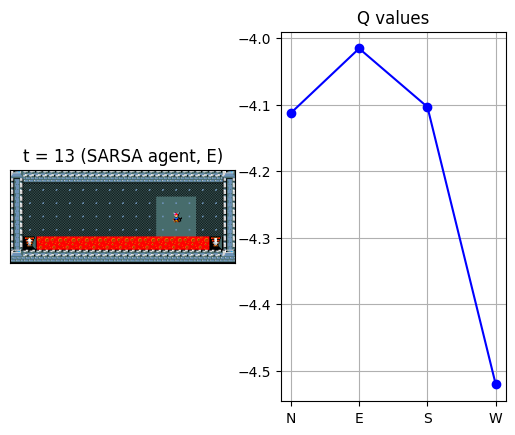 Q values
t = 13 (SARSA agent, E)
−4.0
−4.1
−4.2
−4.3
−4.4
−4.5
N E S W